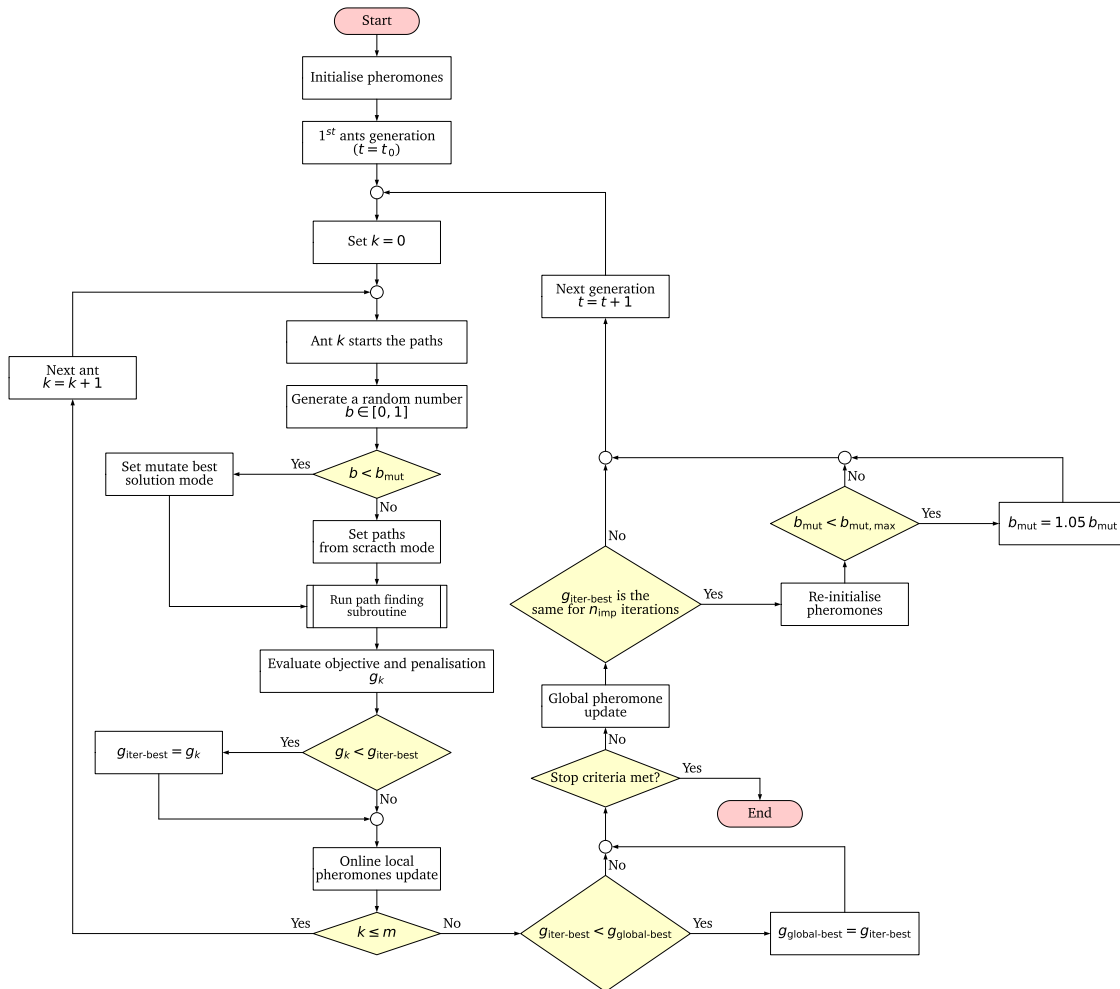 Start
Initialise pheromones
1st ants generation
(t = t0)
Set k = 0
Next generation
t = t + 1
Ant k starts the paths
Next ant
k = k + 1
Generate a random number
b ∈ [0, 1]
Yes
b < bmut
No
Set mutate best
solution mode
Set paths
from scracth mode
Run path finding
subroutine
Evaluate objective and penalisation
gk
Yes
gk < giter-best
No
giter-best = gk
Online local
pheromones update
Yes
k ≤ m
No
giter-best < gglobal-best
Yes
gglobal-best = giter-best
No
Stop criteria met?
Yes
End
No
Global pheromone
update
giter-best is the
same for nimp iterations
Yes
No
Re-initialise
pheromones
bmut < bmut, max
No
Yes
bmut = 1.05 bmut